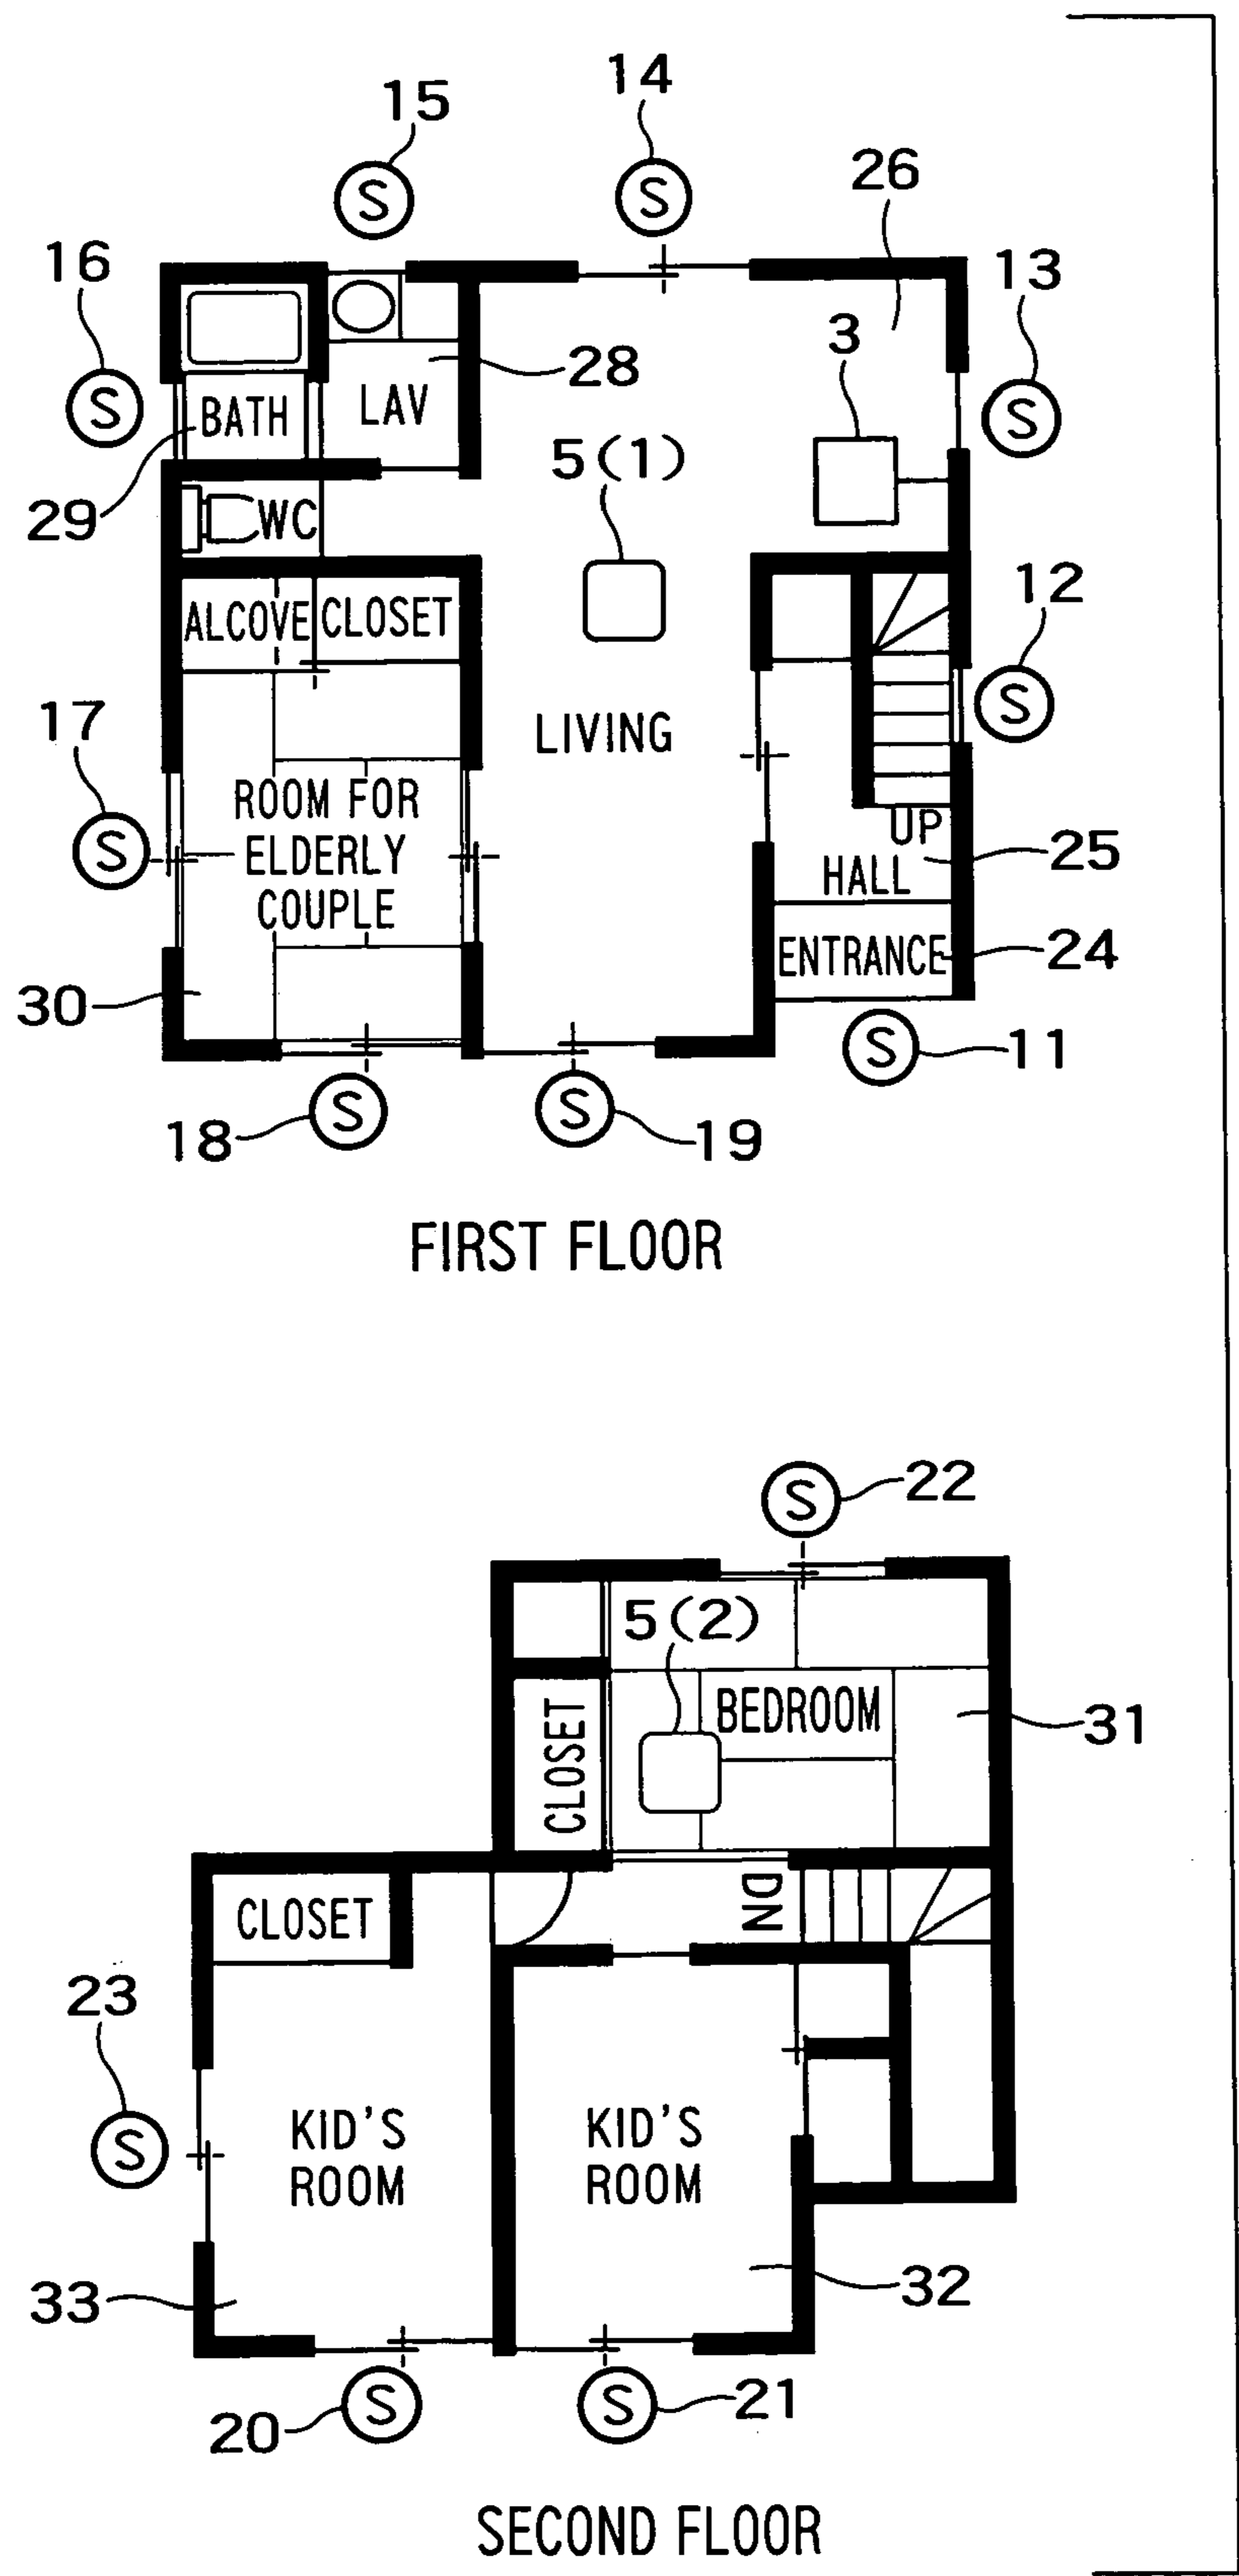 14
15
S
S
26
16
13
3
S
28
S
BATH
LAV
5(1)
29
WC
12
ALCOVE
CLOSET
S
17
LIVING
ROOM FOR
ELDERLY
COUPLE
S
UP
HALL
25
ENTRANCE
24
30
S
11
S
S
18
19
FIRST FLOOR
S
22
5(2)
BEDROOM
31
CLOSET
DN
CLOSET
23
S
KID'S
ROOM
KID'S
ROOM
33
32
S
S
20
21
SECOND FLOOR